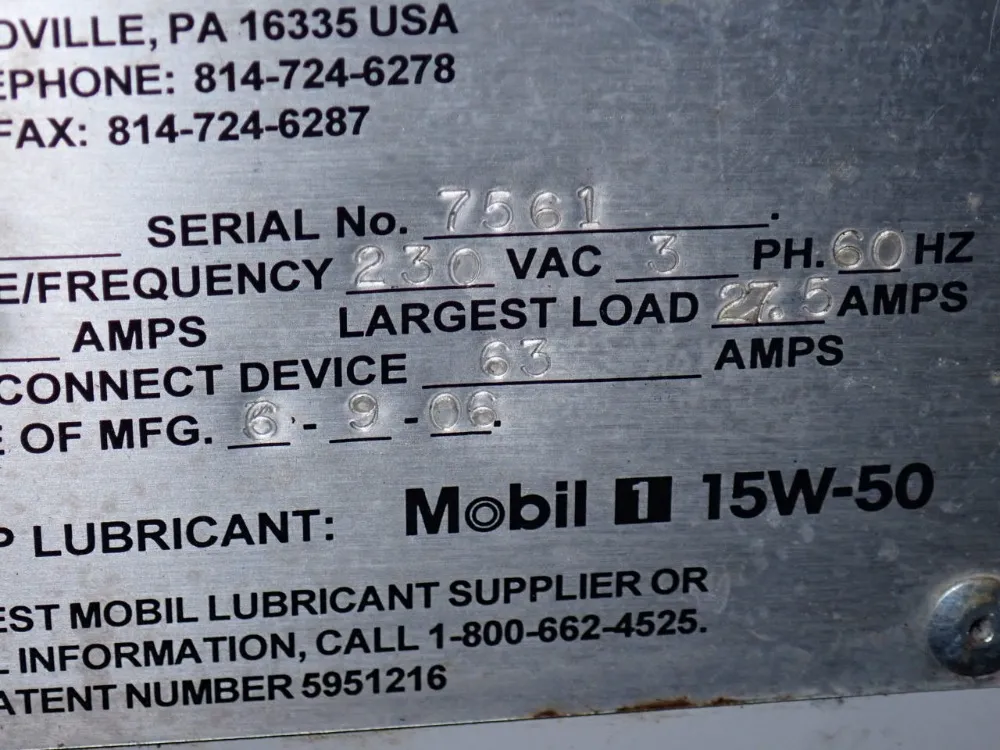 OVILLE, PA 16335 USA
EPHONE: 814-724-6278
FAX: 814-724-6287
SERIAL No. 7561.
E/FREQUENCY 230 VAC 3 PH. 60 HZ
AMPS LARGEST LOAD 27.5 AMPS
CONNECT DEVICE 63 AMPS
E OF MFG. 6 - 9 - 06.
P LUBRICANT: Mobil 1 15W-50
EST MOBIL LUBRICANT SUPPLIER OR
L INFORMATION, CALL 1-800-662-4525.
ATENT NUMBER 5951216